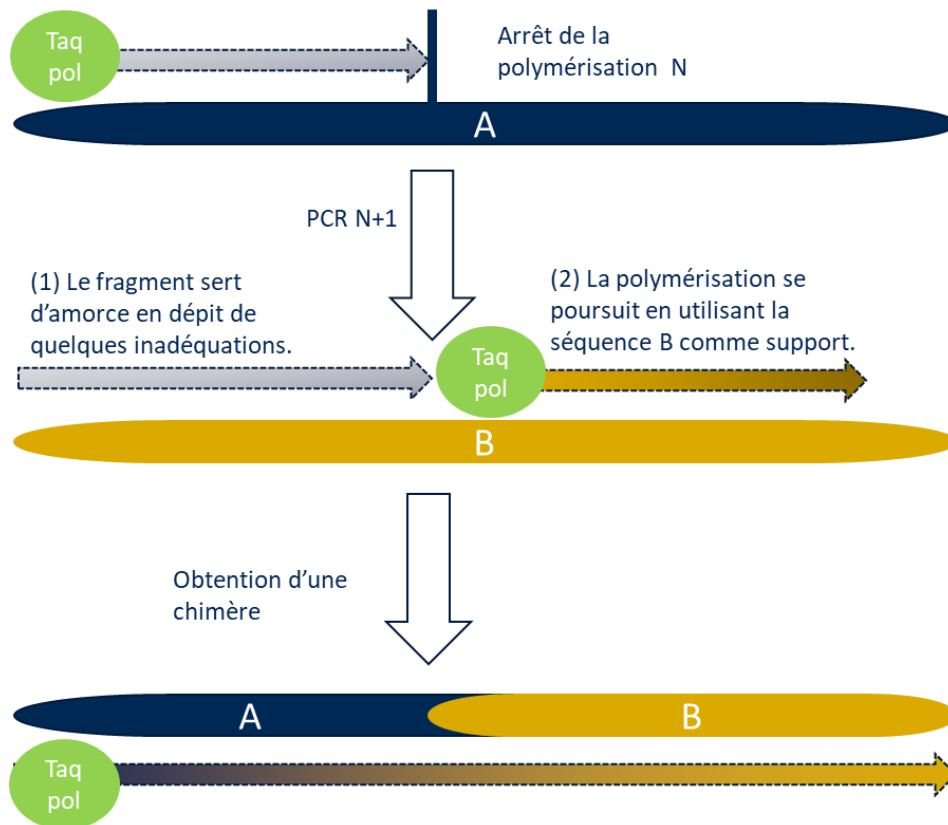 Taq
pol
Arrêt de la
polymérisation  N
A
PCR N+1
(1) Le fragment sert
d'amorce en dépit de
quelques inadéquations.
(2) La polymérisation se
poursuit en utilisant la
séquence B comme support.
Taq
pol
B
Obtention d'une
chimère
A
B
Taq
pol